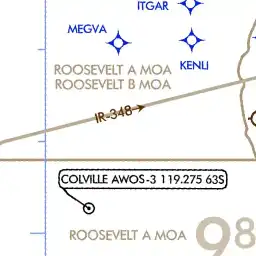 ITGAR
MEGVA
KENLI
ROOSEVELT A MOA
ROOSEVELT B MOA
IR-348
COLVILLE AWOS-3 119.275 63S
ROOSEVELT A MOA
98